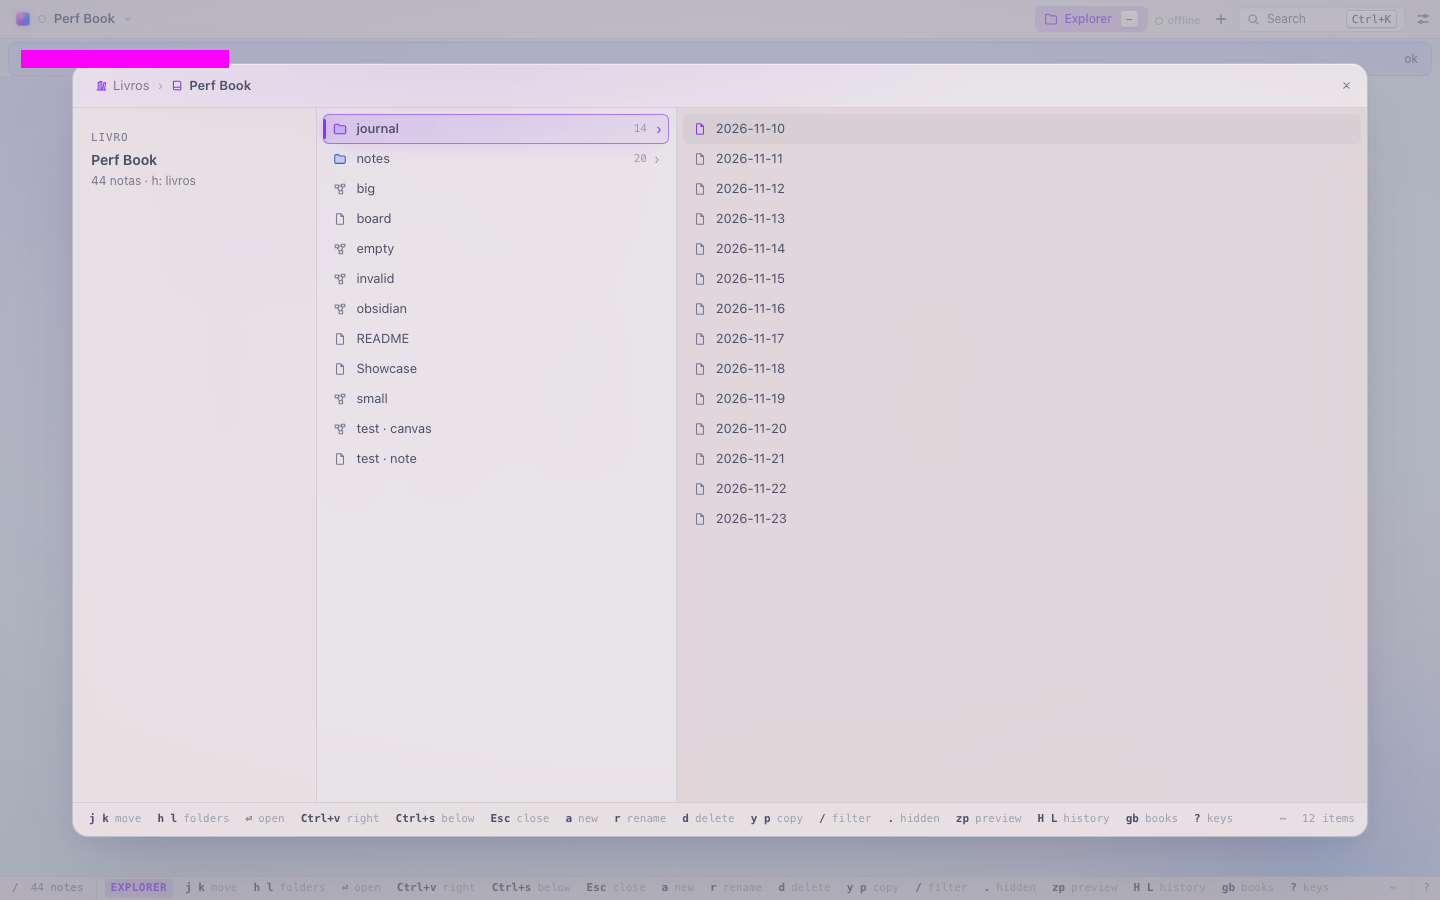 Perf Book
Explorer – offline + Search Ctrl+K
ok
Livros › Perf Book ×
LIVRO
Perf Book
44 notas · h: livros
journal 14 ›
notes 20 ›
big
board
empty
invalid
obsidian
README
Showcase
small
test · canvas
test · note
2026-11-10
2026-11-11
2026-11-12
2026-11-13
2026-11-14
2026-11-15
2026-11-16
2026-11-17
2026-11-18
2026-11-19
2026-11-20
2026-11-21
2026-11-22
2026-11-23
j k move h l folders ⏎ open Ctrl+v right Ctrl+s below Esc close a new r rename d delete y p copy / filter . hidden zp preview H L history gb books ? keys ⋯ 12 items
/ 44 notes EXPLORER j k move h l folders ⏎ open Ctrl+v right Ctrl+s below Esc close a new r rename d delete y p copy / filter . hidden zp preview H L history gb books ? keys ⋯ ?